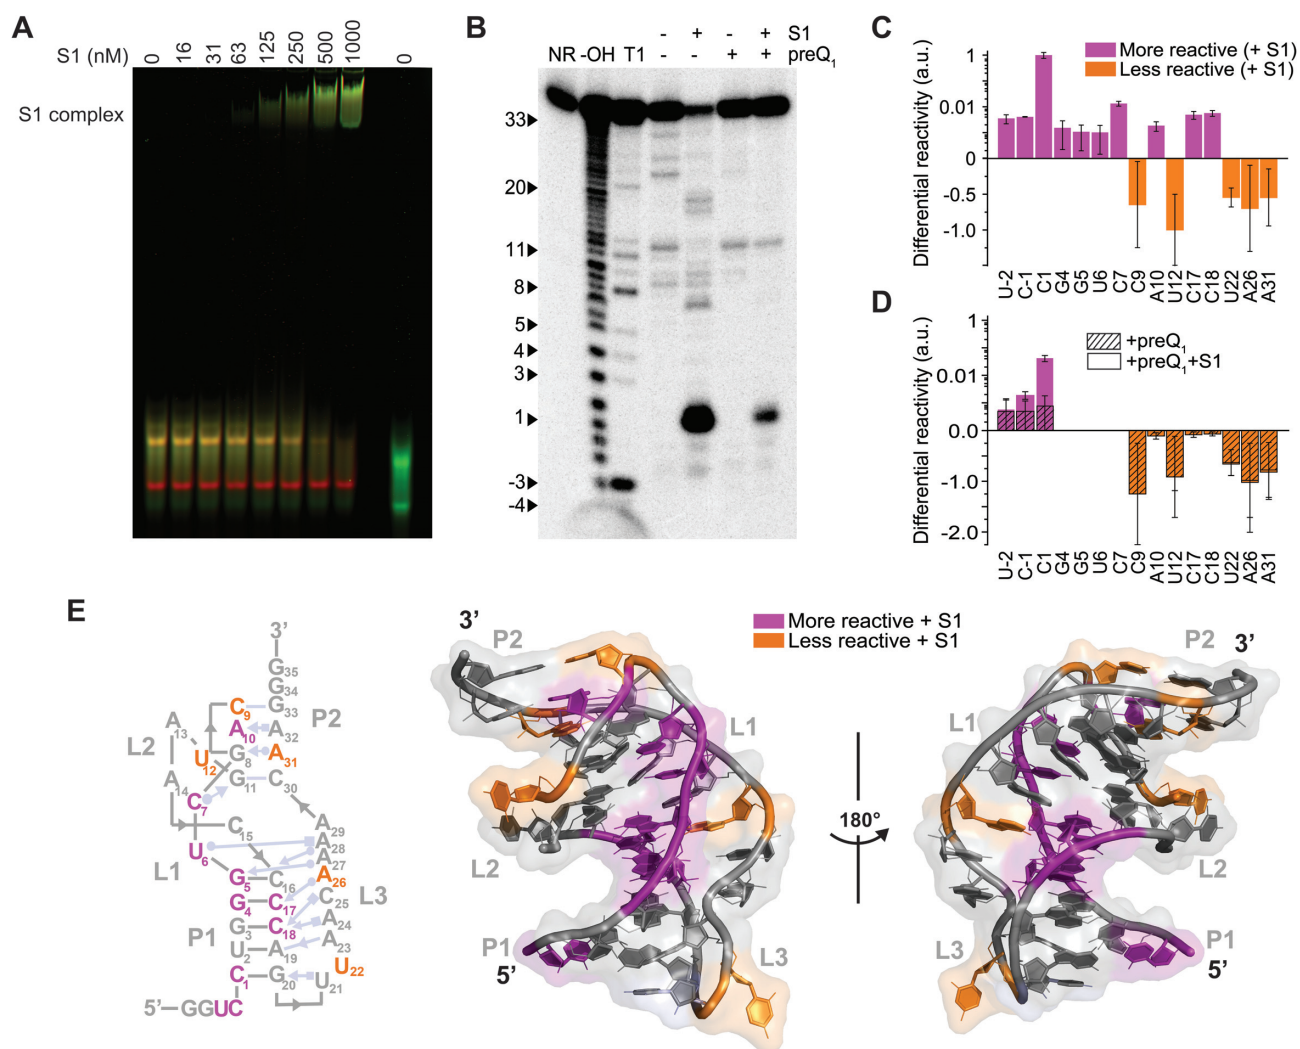 A
S1 (nM)
0 16 31 63 125 250 500 1000 0
S1 complex
B
- + - + S1
NR -OH T1 - - + + preQ1
33
20
11
8
5
4
3
1
-3
-4
C
More reactive (+ S1)
Less reactive (+ S1)
Differential reactivity (a.u.)
1
0.01
0
-0.5
-1.0
U-2 C-1 C1 G4 G5 U6 C7 C9 A10 U12 C17 C18 U22 A26 A31
D
+preQ1
+preQ1+S1
Differential reactivity (a.u.)
1
0.01
0.0
-1.0
-2.0
U-2 C-1 C1 G4 G5 U6 C7 C9 A10 U12 C17 C18 U22 A26 A31
E
3’
G35
G34
C9 G33
P2
A13 A10 A32
L2
G8 A31
U12
G11 C30
A14
C7
C15 A29
U6 A28
A27
L1
G5 C16 A26
L3
G4 C17 C25
G3 C18 A24
P1
U2 A19 A23
U22
C1 G20 U21
5’–GGUC
More reactive + S1
Less reactive + S1
3’
P2
L1
L2
P1
5’
L3
180°
P2
3’
L1
L2
P1
5’
L3